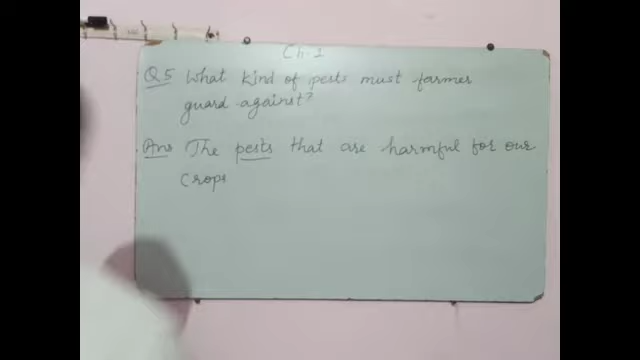 Ch.1
Q5 What kind of pests must farmer
guard against?
Ans The pests that are harmful for our
crops